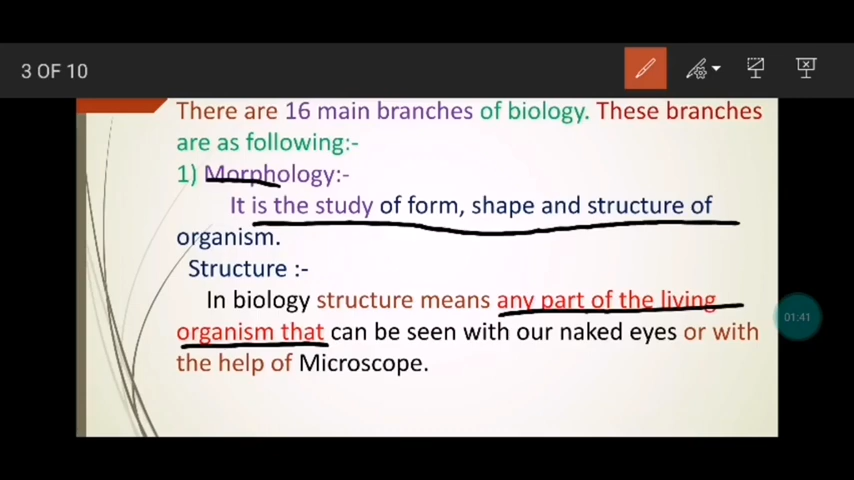 3 OF 10
There are 16 main branches of biology. These branches
are as following:-
1) Morphology:-
It is the study of form, shape and structure of
organism.
Structure :-
In biology structure means any part of the living
organism that can be seen with our naked eyes or with
the help of Microscope.
01:41